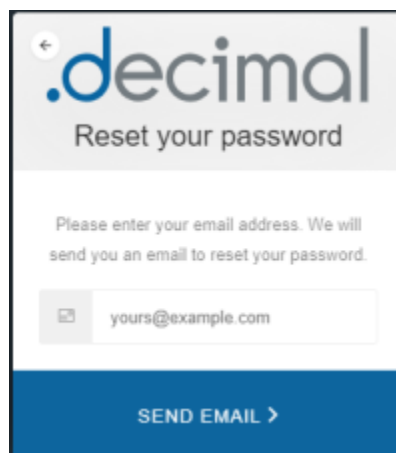 .decimal
Reset your password
Please enter your email address. We will
send you an email to reset your password.
yours@example.com
SEND EMAIL >